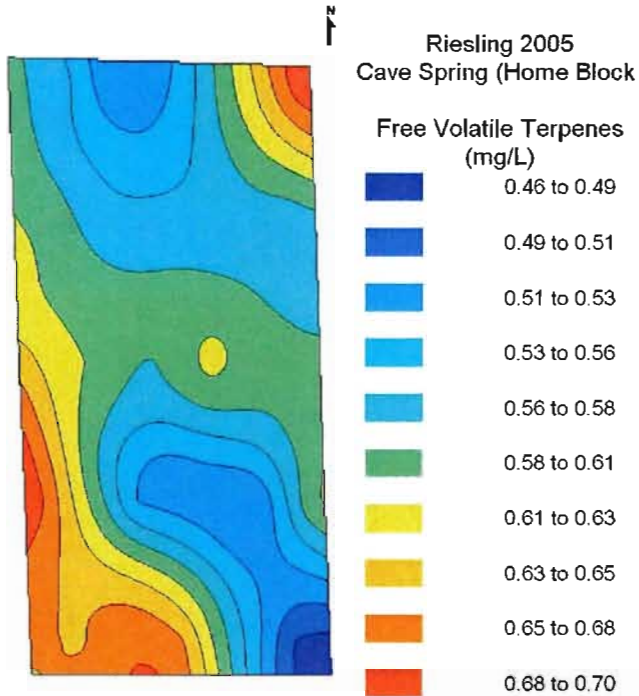 N
Riesling 2005
Cave Spring (Home Block
Free Volatile Terpenes
(mg/L)
0.46 to 0.49
0.49 to 0.51
0.51 to 0.53
0.53 to 0.56
0.56 to 0.58
0.58 to 0.61
0.61 to 0.63
0.63 to 0.65
0.65 to 0.68
0.68 to 0.70